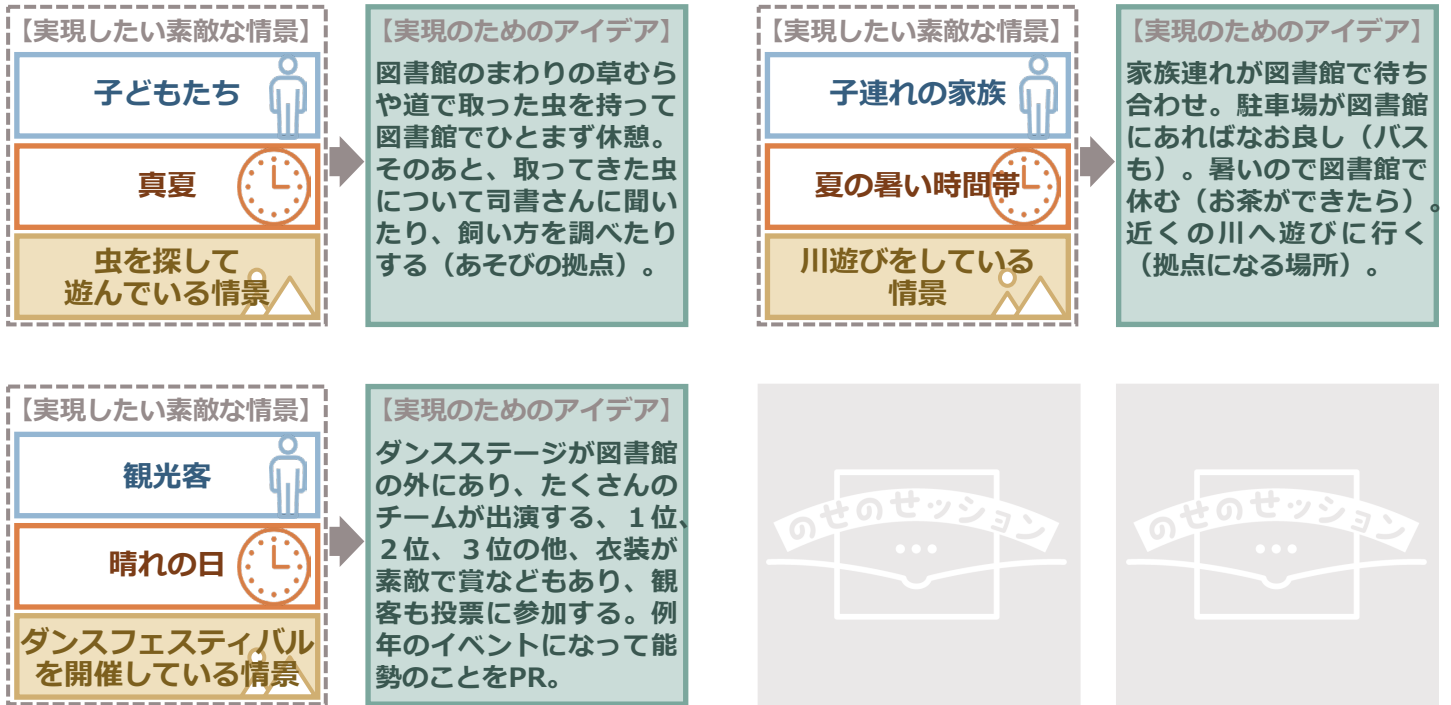 【実現したい素敵な情景】
子どもたち
真夏
虫を探して
遊んでいる情景
【実現のためのアイデア】
図書館のまわりの草むら
や道で取った虫を持って
図書館でひとまず休憩。
そのあと、取ってきた虫
について司書さんに聞い
たり、飼い方を調べたり
する（あそびの拠点）。
【実現したい素敵な情景】
子連れの家族
夏の暑い時間帯
川遊びをしている
情景
【実現のためのアイデア】
家族連れが図書館で待ち
合わせ。駐車場が図書館
にあればなお良し（バス
も）。暑いので図書館で
休む（お茶ができたら）。
近くの川へ遊びに行く
（拠点になる場所）。
【実現したい素敵な情景】
観光客
晴れの日
ダンスフェスティバル
を開催している情景
【実現のためのアイデア】
ダンスステージが図書館
の外にあり、たくさんの
チームが出演する、１位、
２位、３位の他、衣装が
素敵で賞などもあり、観
客も投票に参加する。例
年のイベントになって能
勢のことをPR。
のせのせッション
のせのせッション